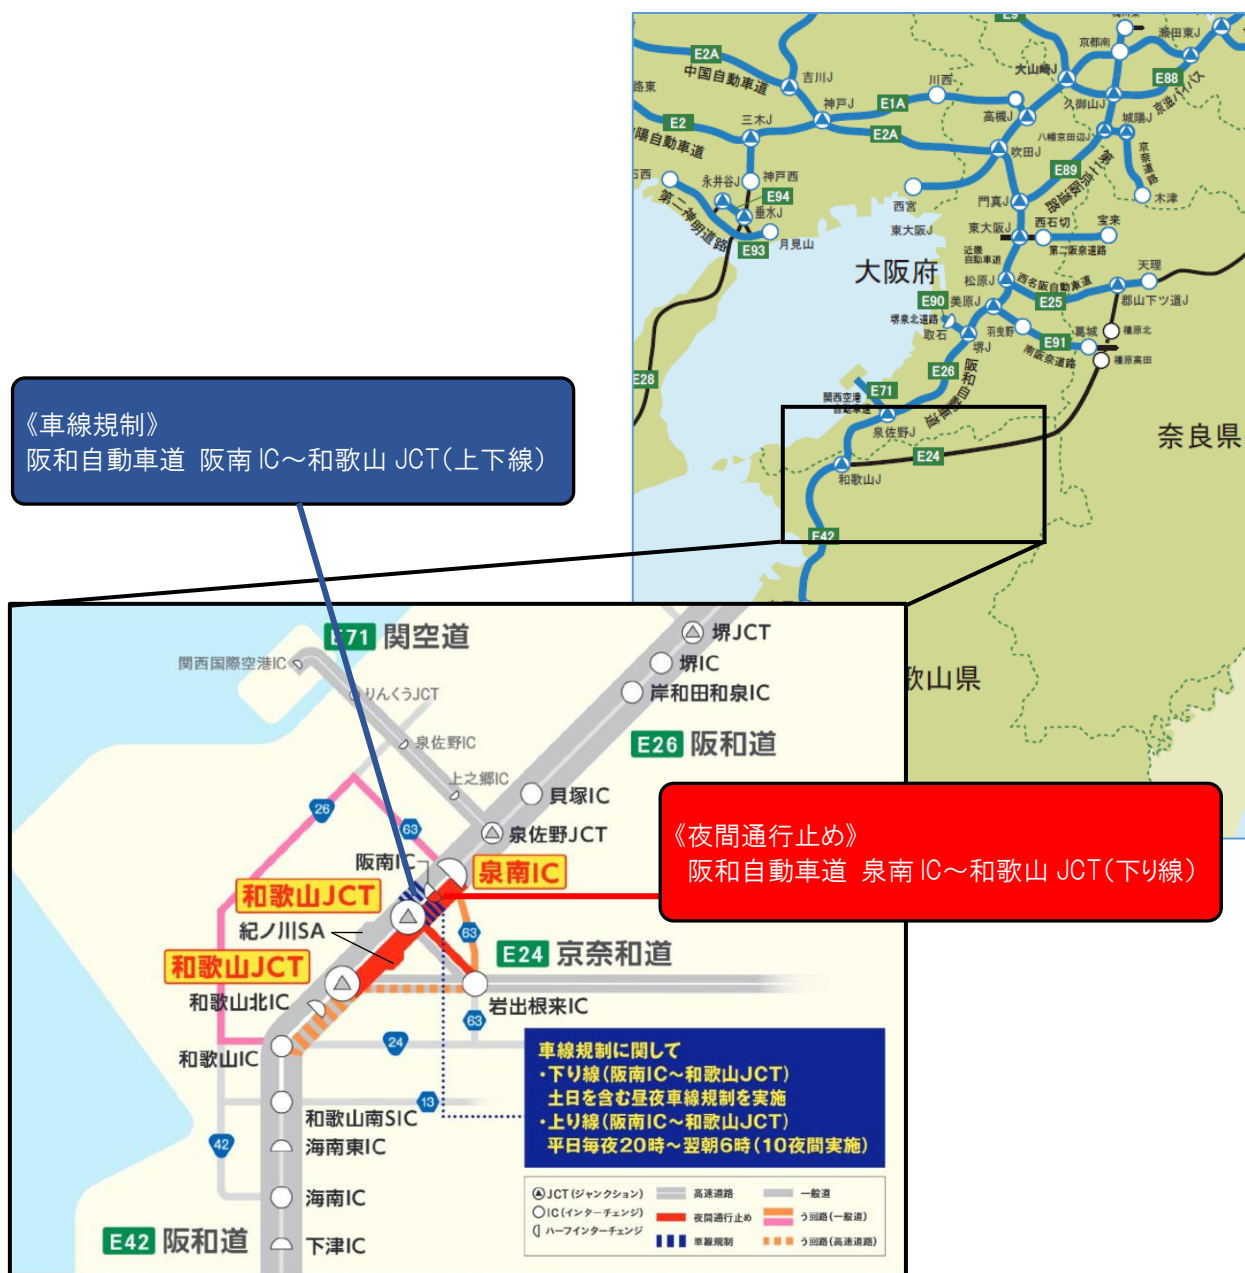 E9
E2A
中国自動車道
吉川J
川西
京都南
瀬田東J
大山崎J
E88
京滋バイパス
久御山J
城陽J
八幡京田辺J
E1A
高槻J
神戸J
E2
三木J
E2A
吹田J
第二京阪道路
E89
京奈道路
木津
永井谷J
神戸西
E94
垂水J
第二神明道路
E93
月見山
西宮
門真J
東大阪J
東大阪J
西石切
宝来
第二阪奈道路
近畿
自動車道
大阪府
松原J
西名阪自動車道
天理
E25
郡山下ツ道J
E90
美原J
堺泉北道路
取石
堺J
羽曳野
E91
南阪奈道路
葛城
橿原北
橿原高田
E28
E26
阪和自動車道
E71
関西空港
自動車道
泉佐野J
奈良県
E24
和歌山J
E42
歌山県
《車線規制》
阪和自動車道 阪南IC～和歌山JCT(上下線)
E71 関空道
関西国際空港IC
りんくうJCT
泉佐野IC
上之郷IC
堺JCT
堺IC
岸和田和泉IC
E26 阪和道
貝塚IC
泉佐野JCT
26
63
阪南IC
泉南IC
《夜間通行止め》
阪和自動車道 泉南IC～和歌山JCT(下り線)
和歌山JCT
紀ノ川SA
63
E24 京奈和道
和歌山JCT
和歌山北IC
岩出根来IC
63
24
和歌山IC
和歌山南SIC
13
海南東IC
42
海南IC
E42 阪和道
下津IC
車線規制に関して
・下り線(阪南IC～和歌山JCT)
土日を含む昼夜車線規制を実施
・上り線(阪南IC～和歌山JCT)
平日毎夜20時～翌朝6時(10夜間実施)
JCT(ジャンクション)
高速道路
一般道
IC(インターチェンジ)
夜間通行止め
う回路(一般道)
ハーフインターチェンジ
車線規制
う回路(高速道路)